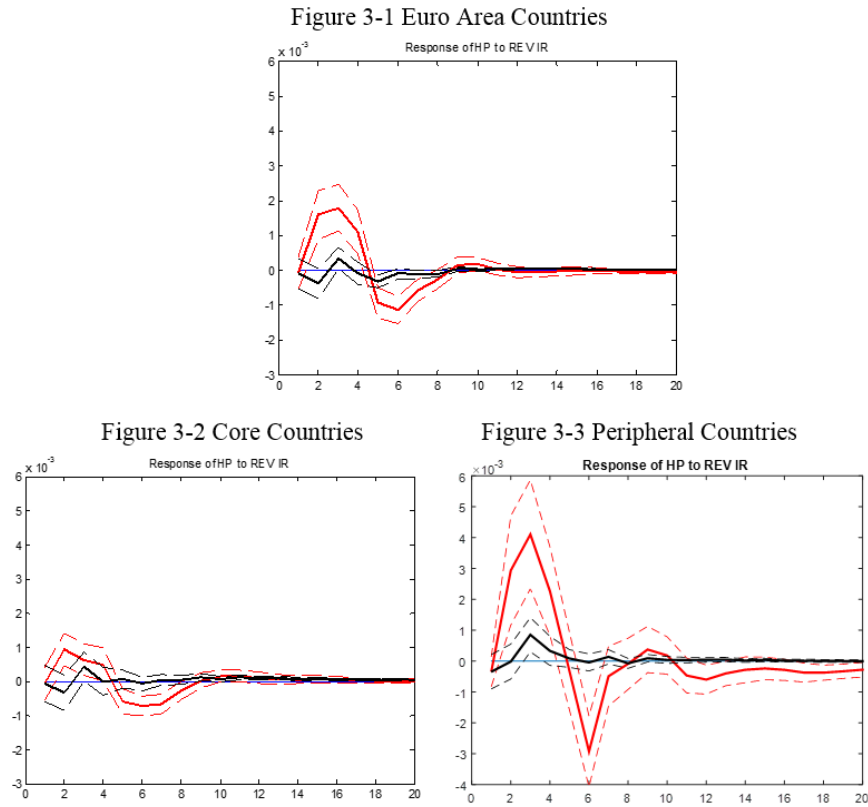 Figure 3-1 Euro Area Countries
Response of HP to REV IR
x 10^-3
6
5
4
3
2
1
0
-1
-2
-3
0 2 4 6 8 10 12 14 16 18 20
Figure 3-2 Core Countries
Response of HP to REV IR
x 10^-3
6
5
4
3
2
1
0
-1
-2
-3
0 2 4 6 8 10 12 14 16 18 20
Figure 3-3 Peripheral Countries
Response of HP to REV IR
×10^-3
6
5
4
3
2
1
0
-1
-2
-3
-4
0 2 4 6 8 10 12 14 16 18 20